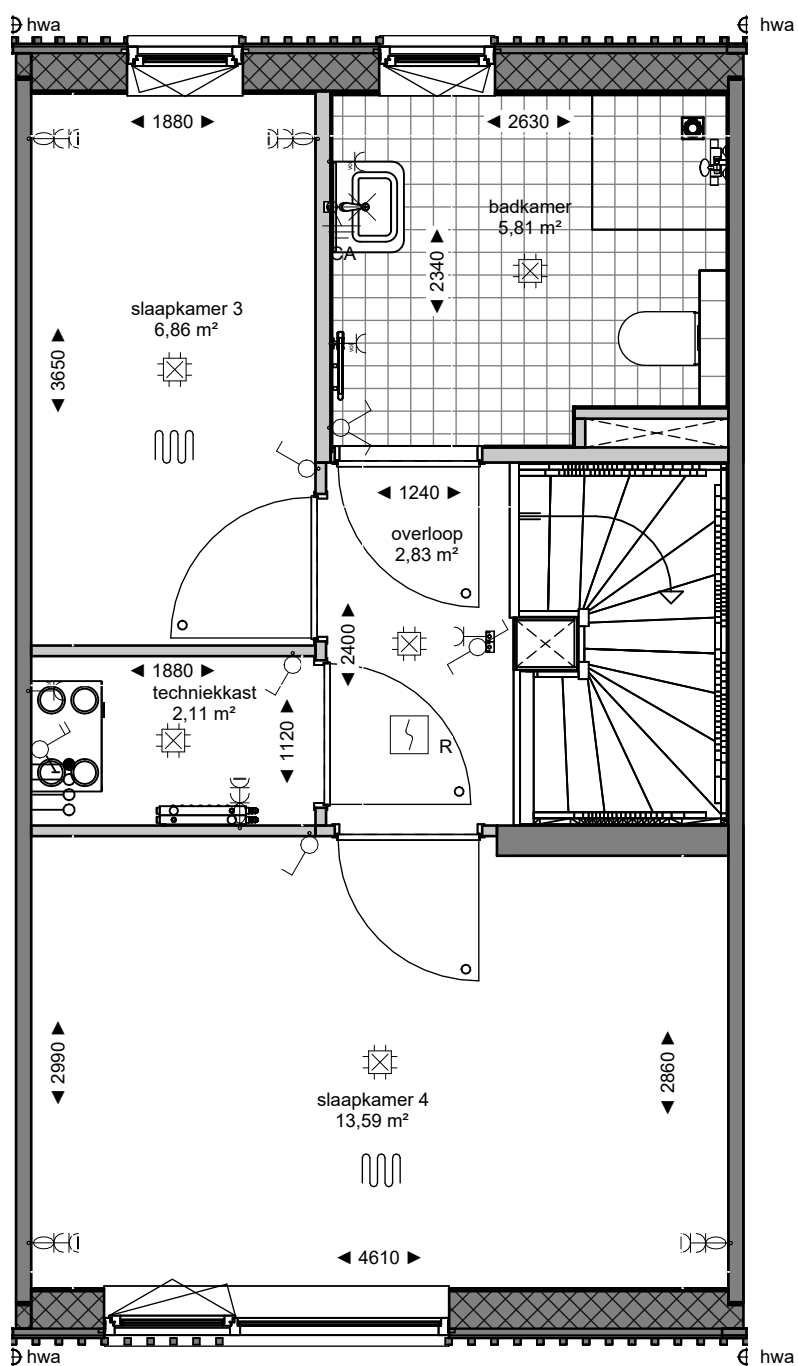 hwa
hwa
1880
2630
badkamer
5,81 m²
2340
CA
slaapkamer 3
6,86 m²
3650
1240
overloop
2,83 m²
2400
1880
techniekkast
2,11 m²
1120
R
2990
2860
slaapkamer 4
13,59 m²
4610
hwa
hwa